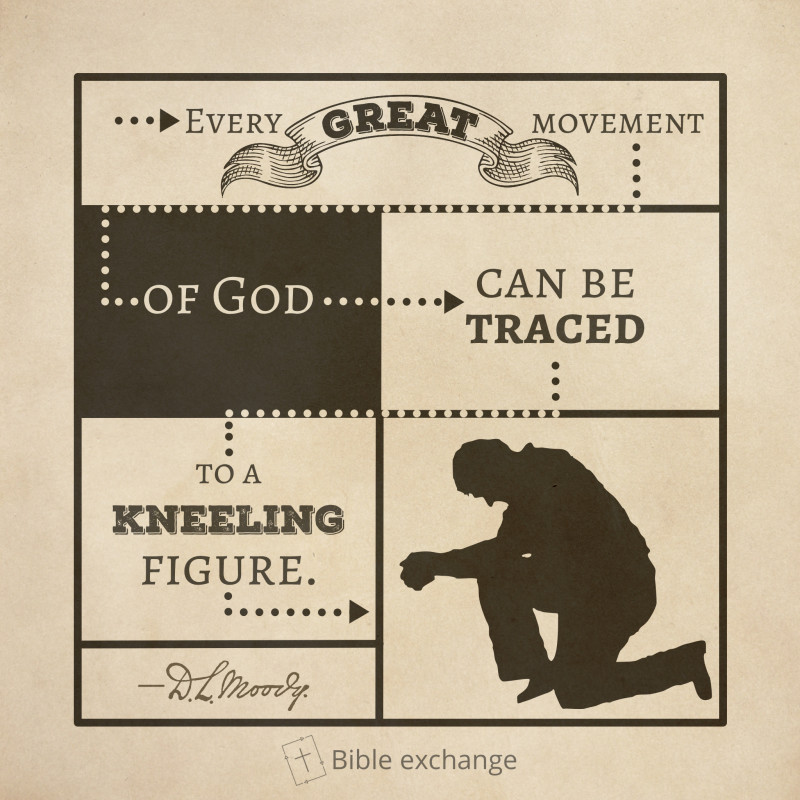 Every GREAT movement
of God can be
TRACED
to a
KNEELING
figure.
—D.L. Moody.
Bible exchange